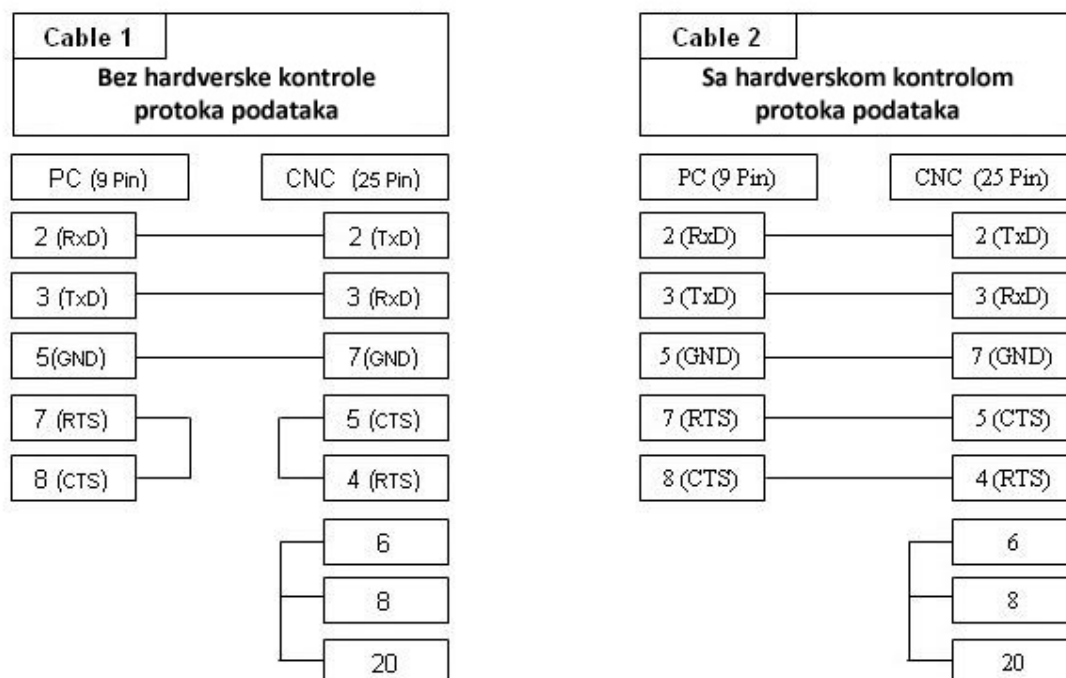 Cable 1
Bez hardverske kontrole
protoka podataka
PC (9 Pin) CNC (25 Pin)
2 (RxD) 2 (TxD)
3 (TxD) 3 (RxD)
5(GND) 7(GND)
7 (RTS) 5 (CTS)
8 (CTS) 4 (RTS)
6
8
20
Cable 2
Sa hardverskom kontrolom
protoka podataka
PC (9 Pin) CNC (25 Pin)
2 (RxD) 2 (TxD)
3 (TxD) 3 (RxD)
5 (GND) 7 (GND)
7 (RTS) 5 (CTS)
8 (CTS) 4 (RTS)
6
8
20